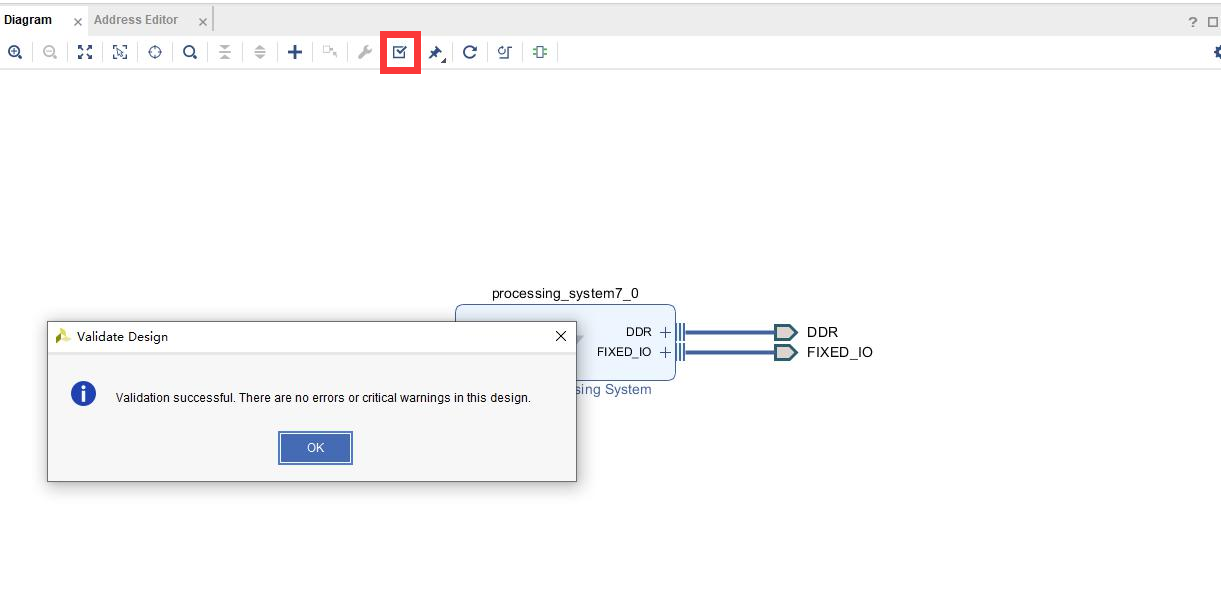 Diagram
Address Editor
processing_system7_0
DDR
DDR
FIXED_IO
FIXED_IO
Validate Design
sing System
Validation successful. There are no errors or critical warnings in this design.
OK